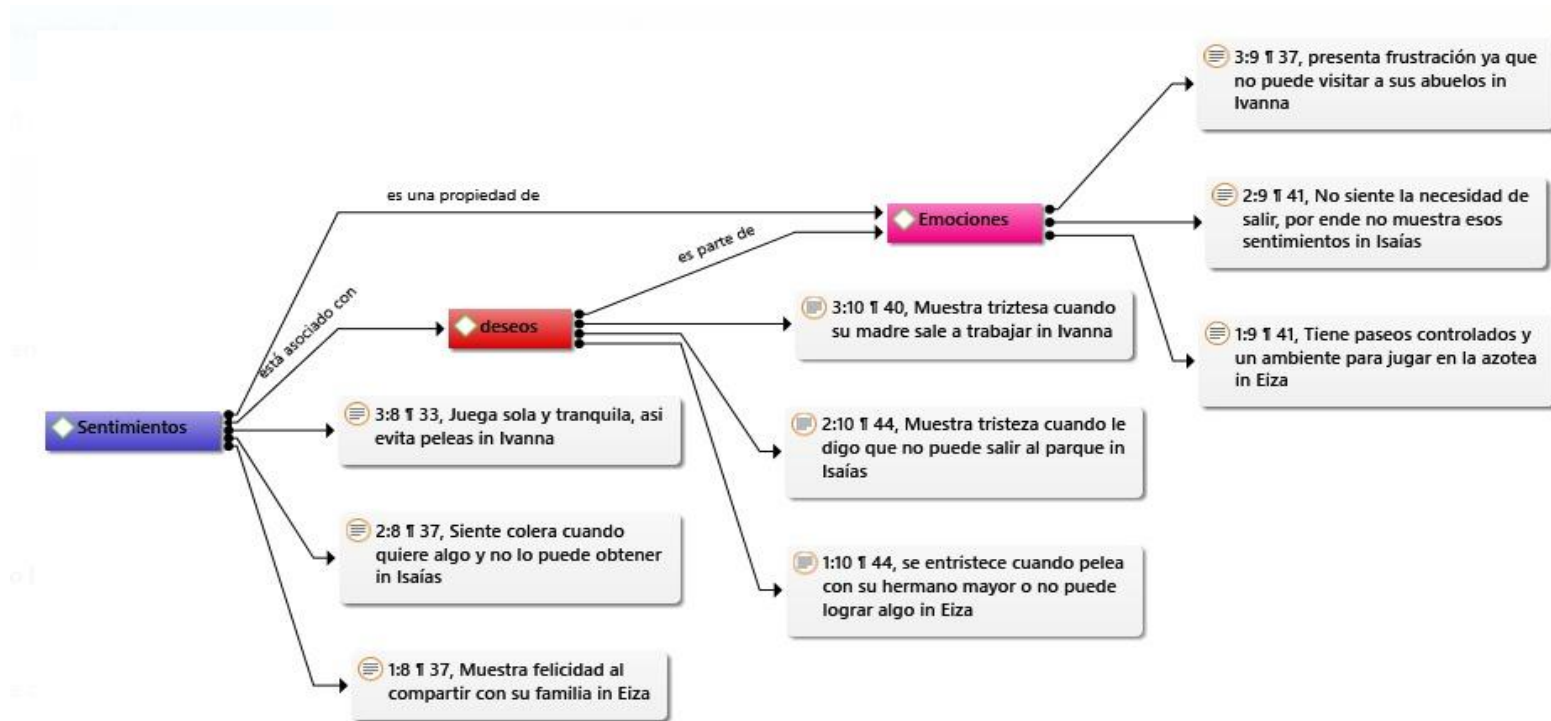 3:9 ¶ 37, presenta frustración ya que
no puede visitar a sus abuelos in
Ivanna
es una propiedad de
2:9 ¶ 41, No siente la necesidad de
salir, por ende no muestra esos
sentimientos in Isaías
Emociones
es parte de
está asociado con
deseos
3:10 ¶ 40, Muestra triztesa cuando
su madre sale a trabajar in Ivanna
1:9 ¶ 41, Tiene paseos controlados y
un ambiente para jugar en la azotea
in Eiza
Sentimientos
3:8 ¶ 33, Juega sola y tranquila, asi
evita peleas in Ivanna
2:10 ¶ 44, Muestra tristeza cuando le
digo que no puede salir al parque in
Isaías
2:8 ¶ 37, Siente colera cuando
quiere algo y no lo puede obtener
in Isaías
1:10 ¶ 44, se entristece cuando pelea
con su hermano mayor o no puede
lograr algo in Eiza
1:8 ¶ 37, Muestra felicidad al
compartir con su familia in Eiza